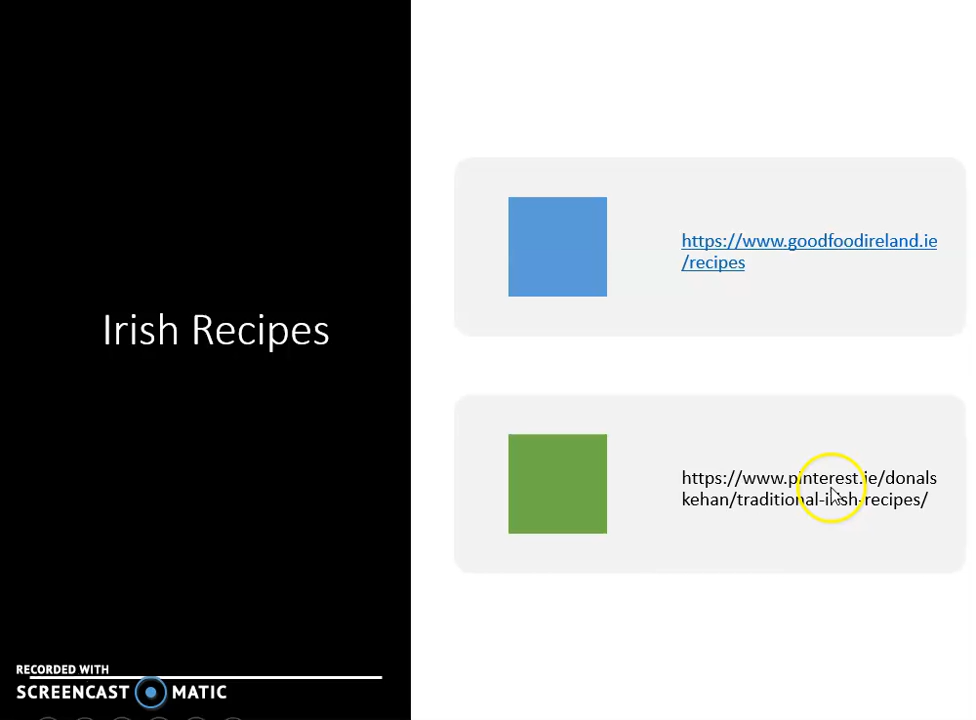 https://www.goodfoodireland.ie
/recipes
Irish Recipes
https://www.pinterest.ie/donals
kehan/traditional-irish-recipes/
RECORDED WITH
SCREENCAST MATIC